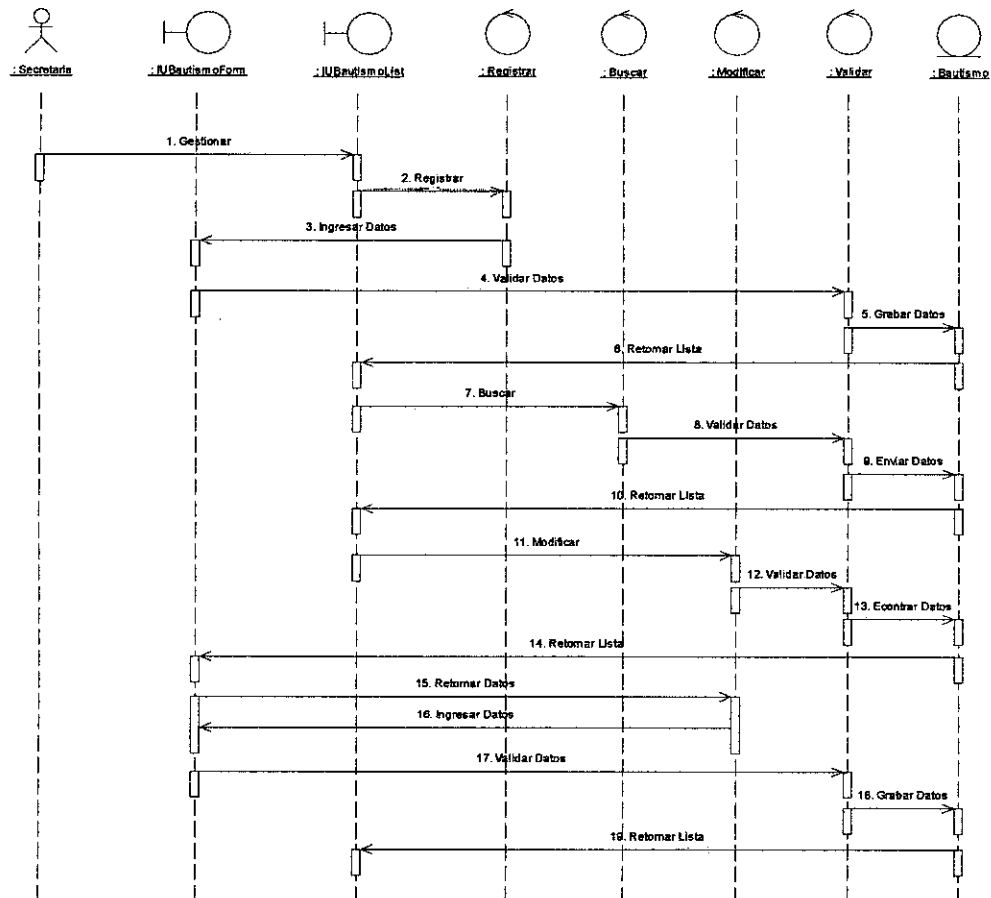 : Secretaria
: IUBautismoForm
: IUBautismoList
: Registrar
: Buscar
: Modificar
: Validar
: Bautismo
1. Gestionar
2. Registrar
3. Ingresar Datos
4. Validar Datos
5. Grabar Datos
6. Retornar Lista
7. Buscar
8. Validar Datos
9. Enviar Datos
10. Retornar Lista
11. Modificar
12. Validar Datos
13. Econtrar Datos
14. Retornar Lista
15. Retornar Datos
16. Ingresar Datos
17. Validar Datos
18. Grabar Datos
19. Retornar Lista